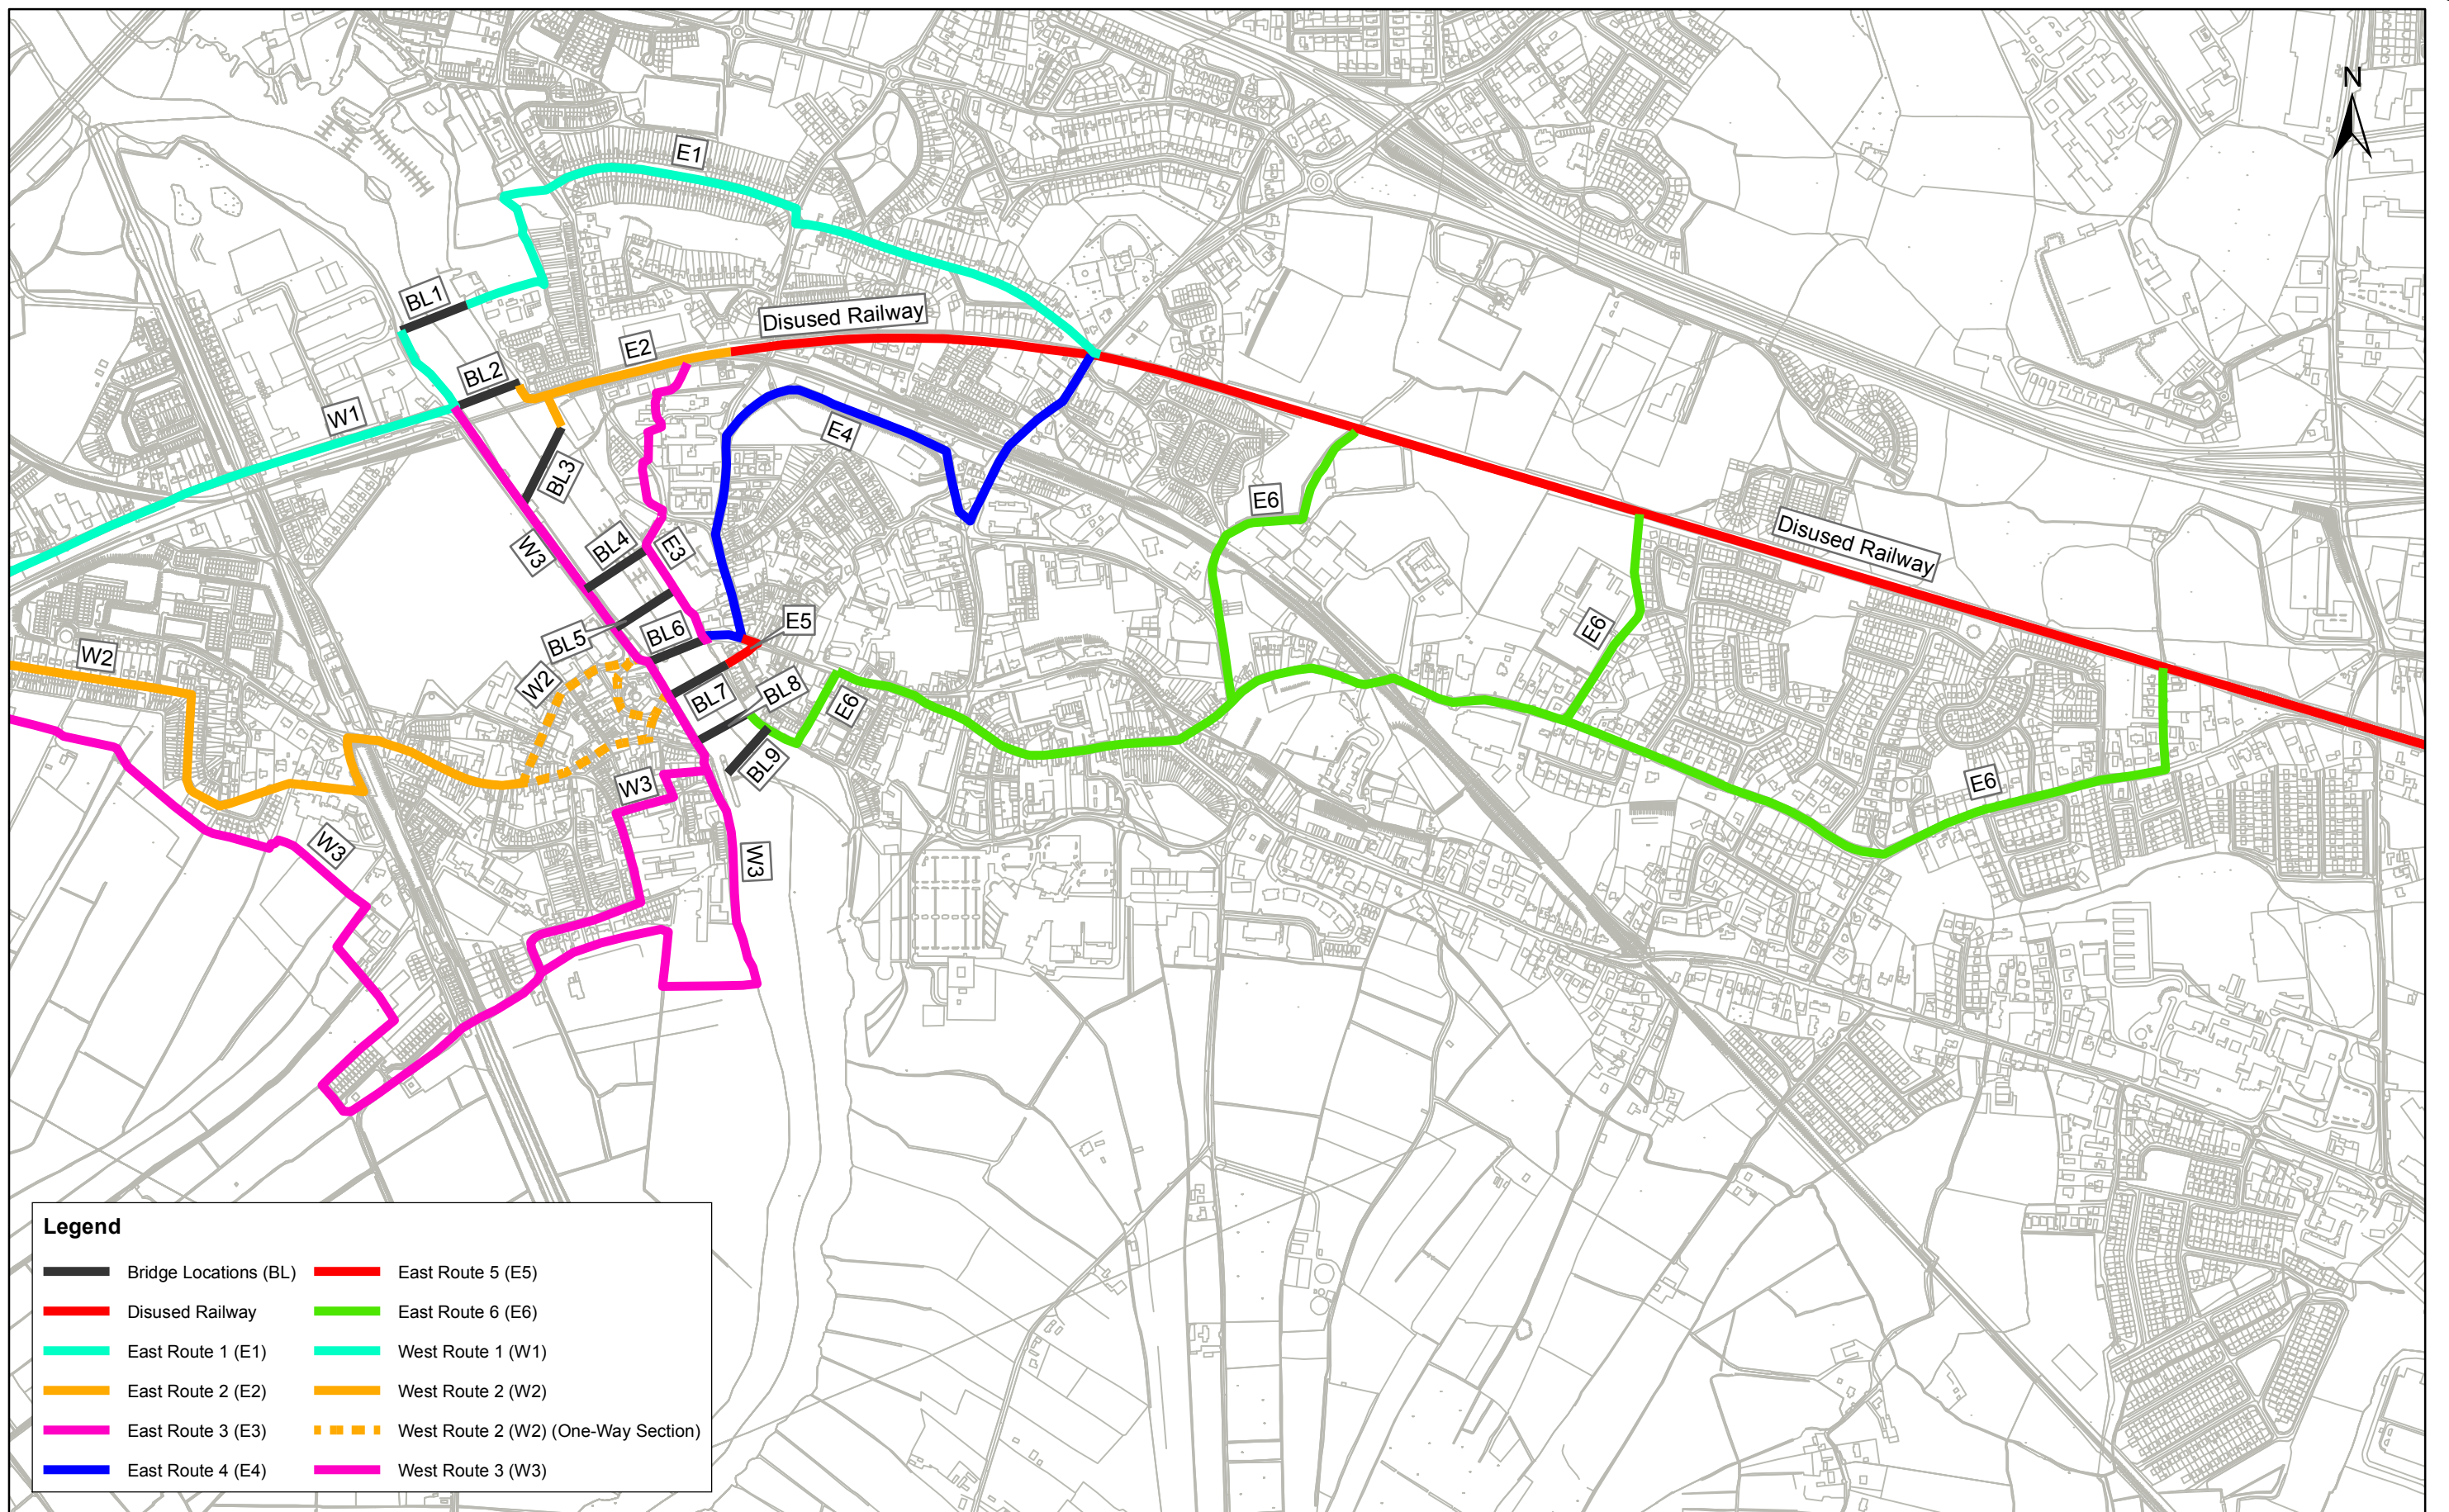 N
E1
BL1
Disused Railway
E2
BL2
W1
E4
BL3
E6
Disused Railway
W3
BL4
E3
E5
E6
BL5
BL6
W2
W2
BL7
BL8
E6
BL9
W3
E6
W3
W3
Legend
Bridge Locations (BL)
East Route 5 (E5)
Disused Railway
East Route 6 (E6)
East Route 1 (E1)
West Route 1 (W1)
East Route 2 (E2)
West Route 2 (W2)
East Route 3 (E3)
West Route 2 (W2) (One-Way Section)
East Route 4 (E4)
West Route 3 (W3)